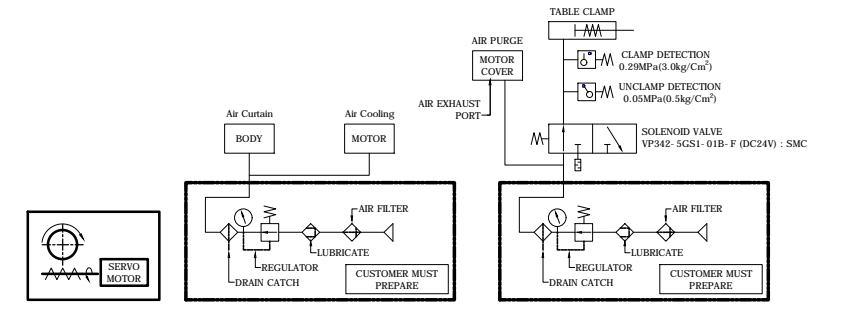 TABLE CLAMP
AIR PURGE
MOTOR
COVER
CLAMP DETECTION
0.29MPa(3.0kg/Cm²)
UNCLAMP DETECTION
0.05MPa(0.5kg/Cm²)
AIR EXHAUST
PORT
Air Curtain
BODY
Air Cooling
MOTOR
SOLENOID VALVE
VP342-5GS1-01B-F (DC24V) : SMC
SERVO
MOTOR
AIR FILTER
LUBRICATE
REGULATOR
DRAIN CATCH
CUSTOMER MUST
PREPARE
AIR FILTER
LUBRICATE
REGULATOR
DRAIN CATCH
CUSTOMER MUST
PREPARE